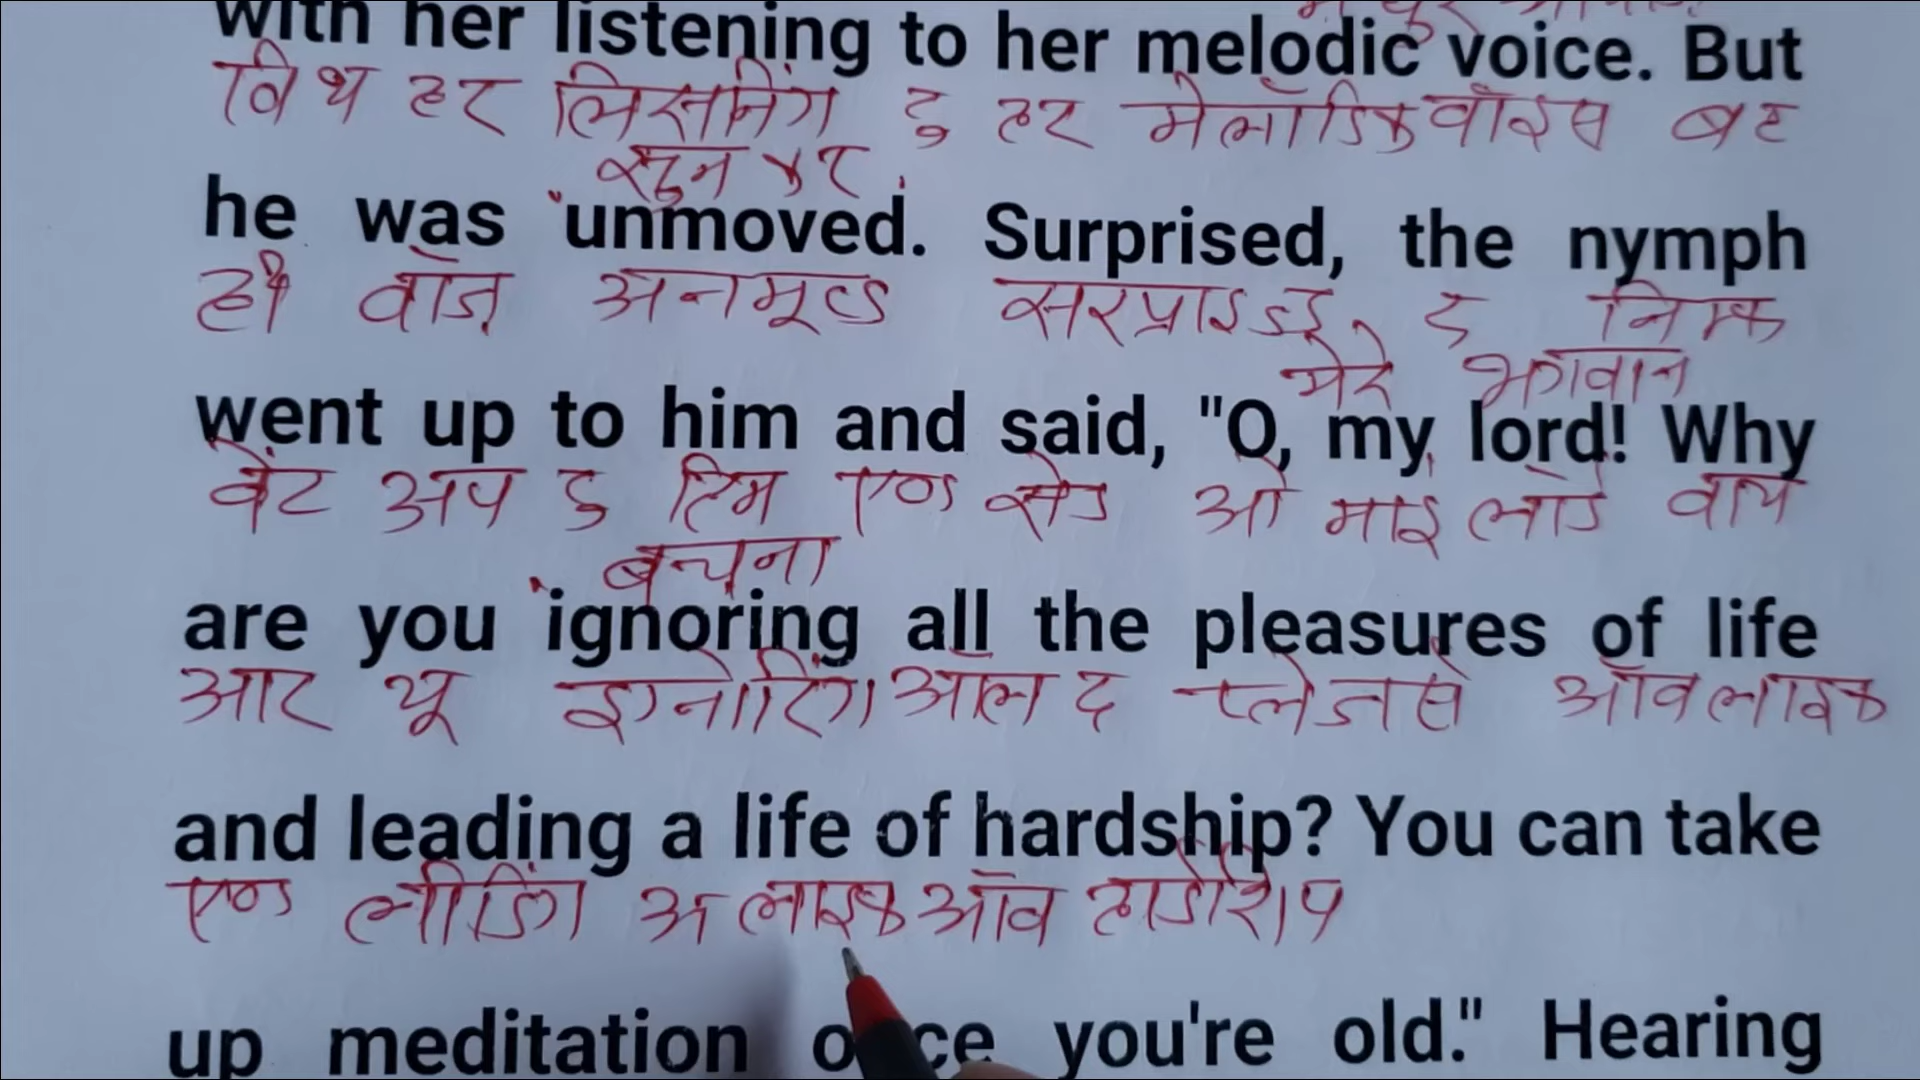 with her listening to her melodic voice. But
विथ हर लिसनिंग टु हर मेलॉडिक वॉइस बट
सुन कर
he was unmoved. Surprised, the nymph
ही वॉज़ अनमूव्ड सरप्राइज्ड द निम्फ
मेरे भगवान
went up to him and said, "O, my lord! Why
वेंट अप टु हिम एण्ड सेड ओ माइ लॉर्ड वाय
बचना
are you ignoring all the pleasures of life
आर यू इग्नोरिंग ऑल द प्लेजर्स ऑव लाइफ
and leading a life of hardship? You can take
एण्ड लीडिंग अ लाइफ ऑव हार्डशिप
up meditation once you're old." Hearing